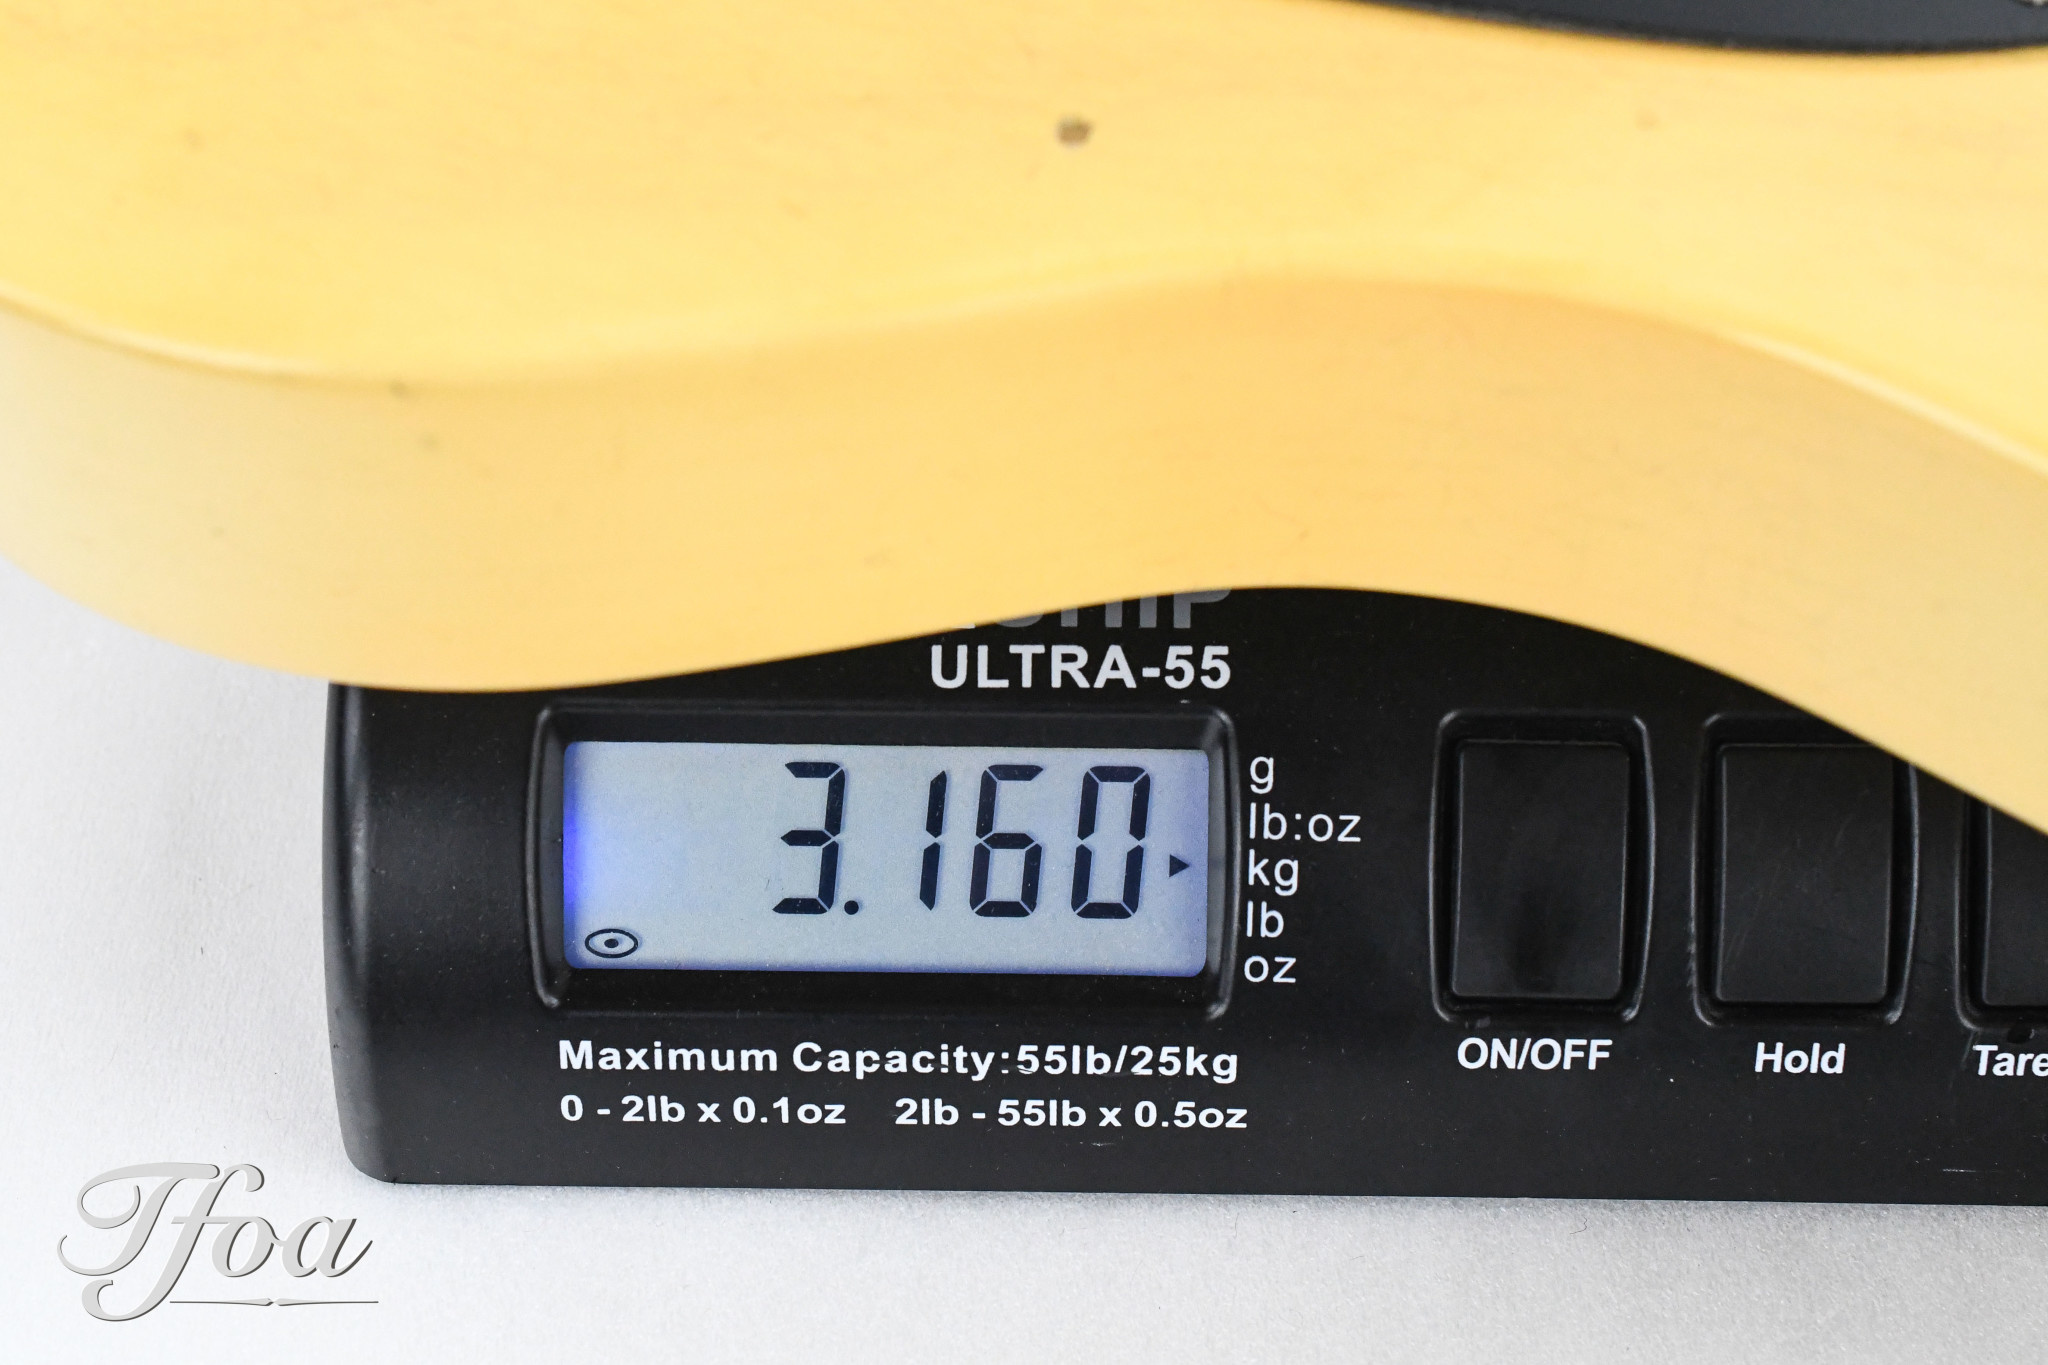 ULTRA-55
3.160
g
lb:oz
kg
lb
oz
ON/OFF
Hold
Tare
Maximum Capacity:55lb/25kg
0 - 2lb x 0.1oz 2lb - 55lb x 0.5oz
Tfoa